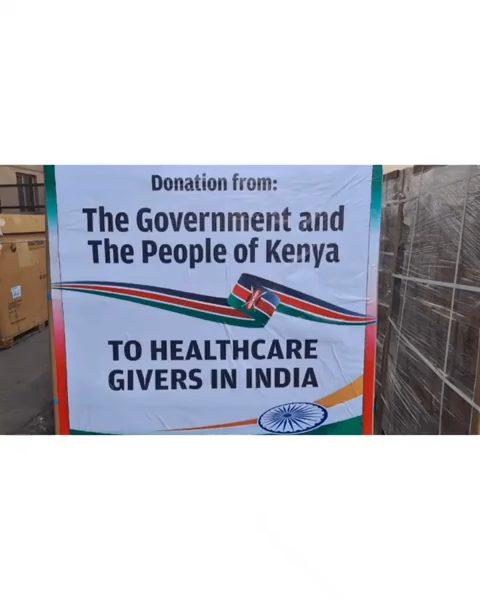 Donation from:
The Government and
The People of Kenya
TO HEALTHCARE
GIVERS IN INDIA